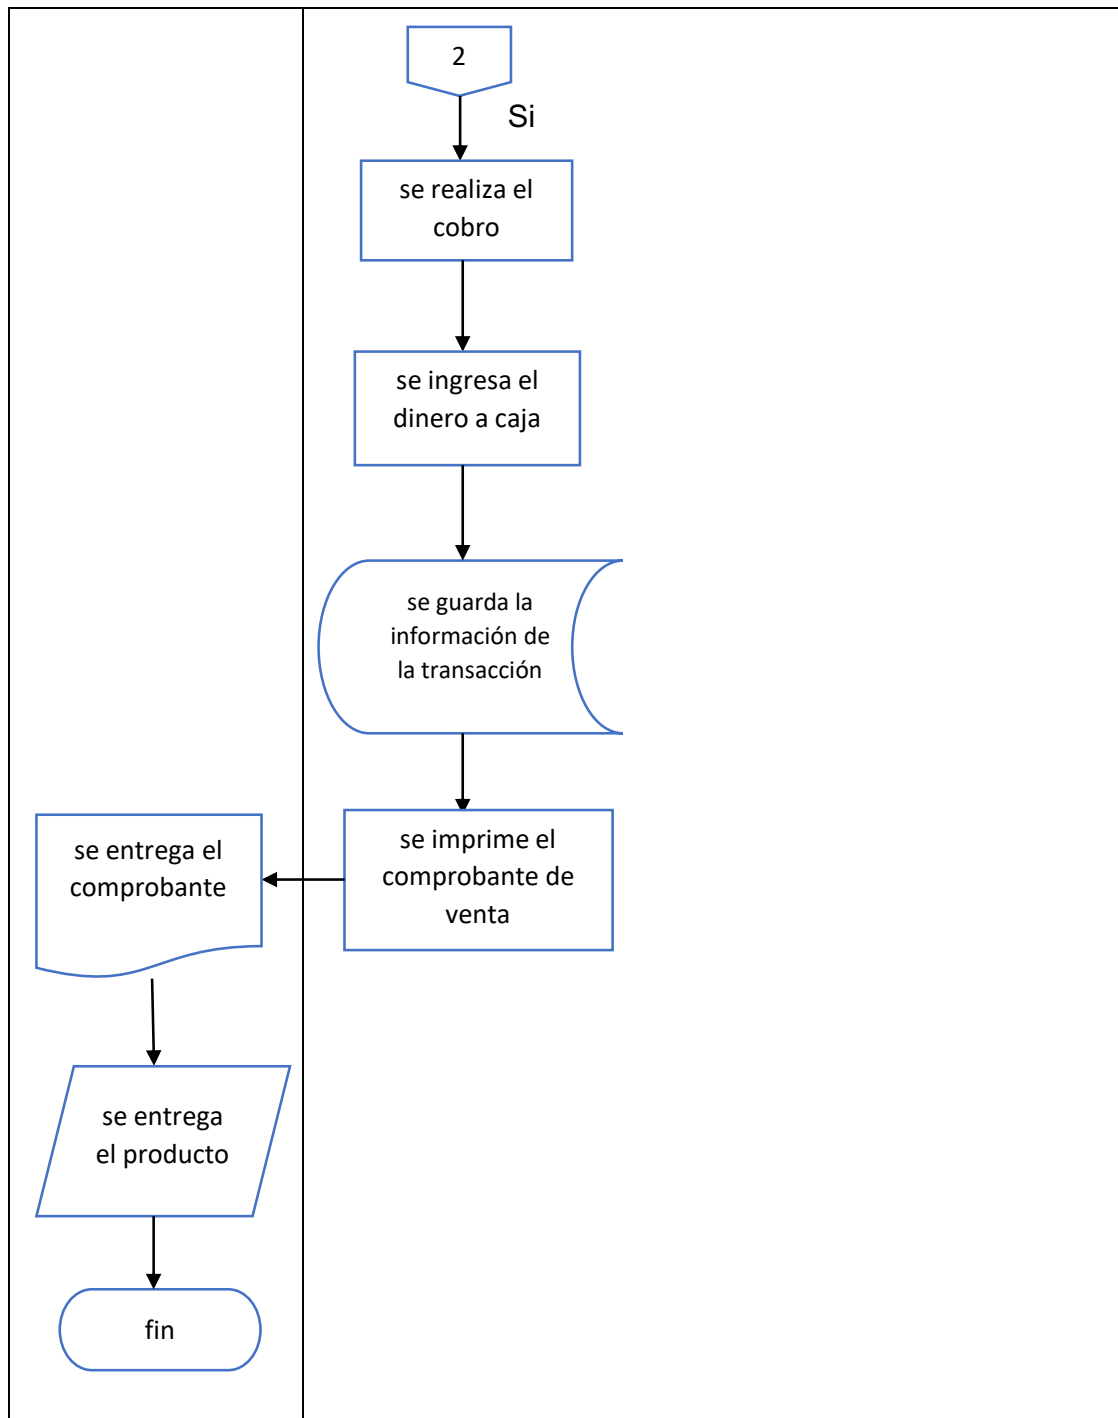 2
Si
se realiza el
cobro
se ingresa el
dinero a caja
se guarda la
información de
la transacción
se imprime el
comprobante de
venta
se entrega el
comprobante
se entrega
el producto
fin